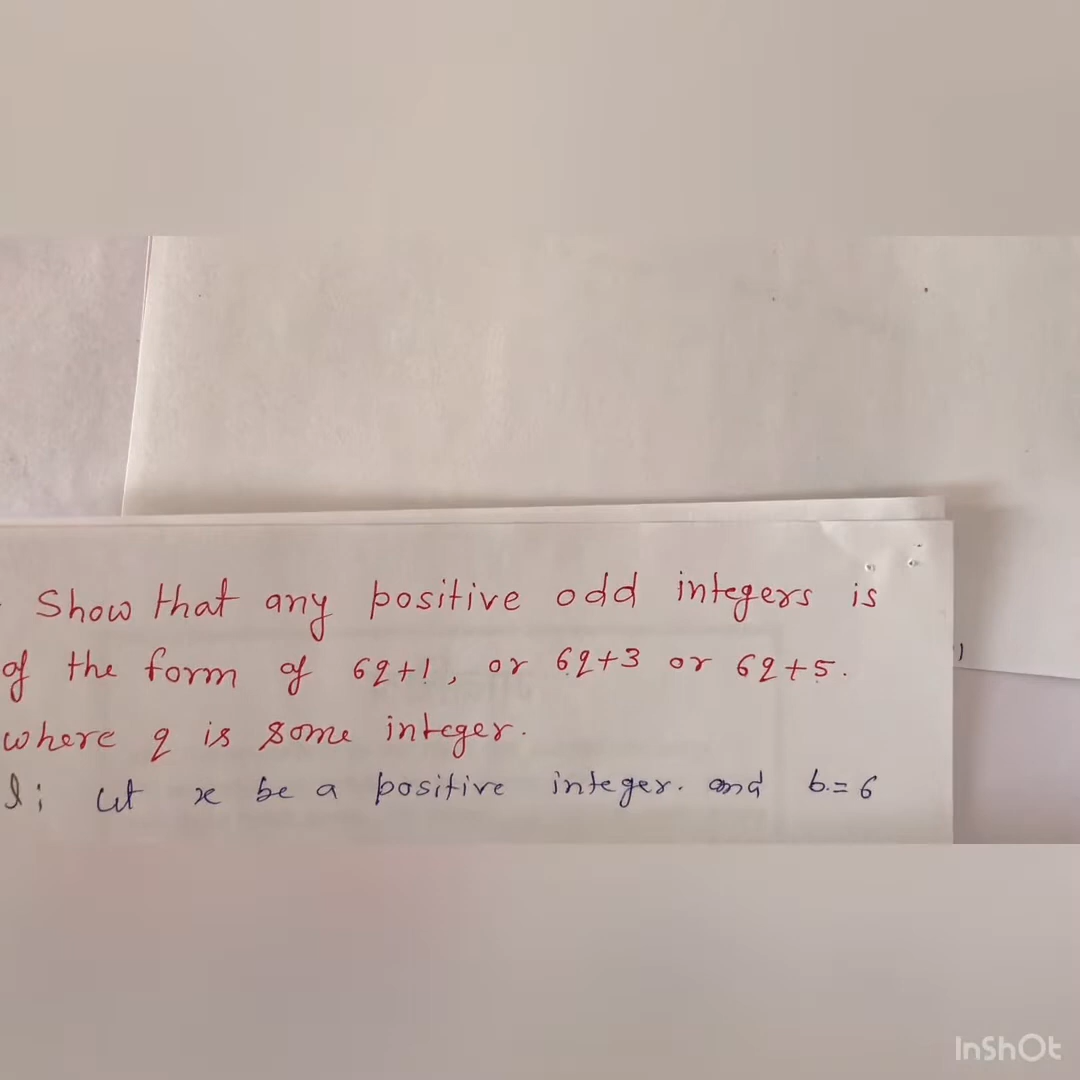 Show that any positive odd integers is
of the form of 6q+1, or 6q+3 or 6q+5.
where q is some integer.
l; let x be a positive integer. and b.=6
InShOt